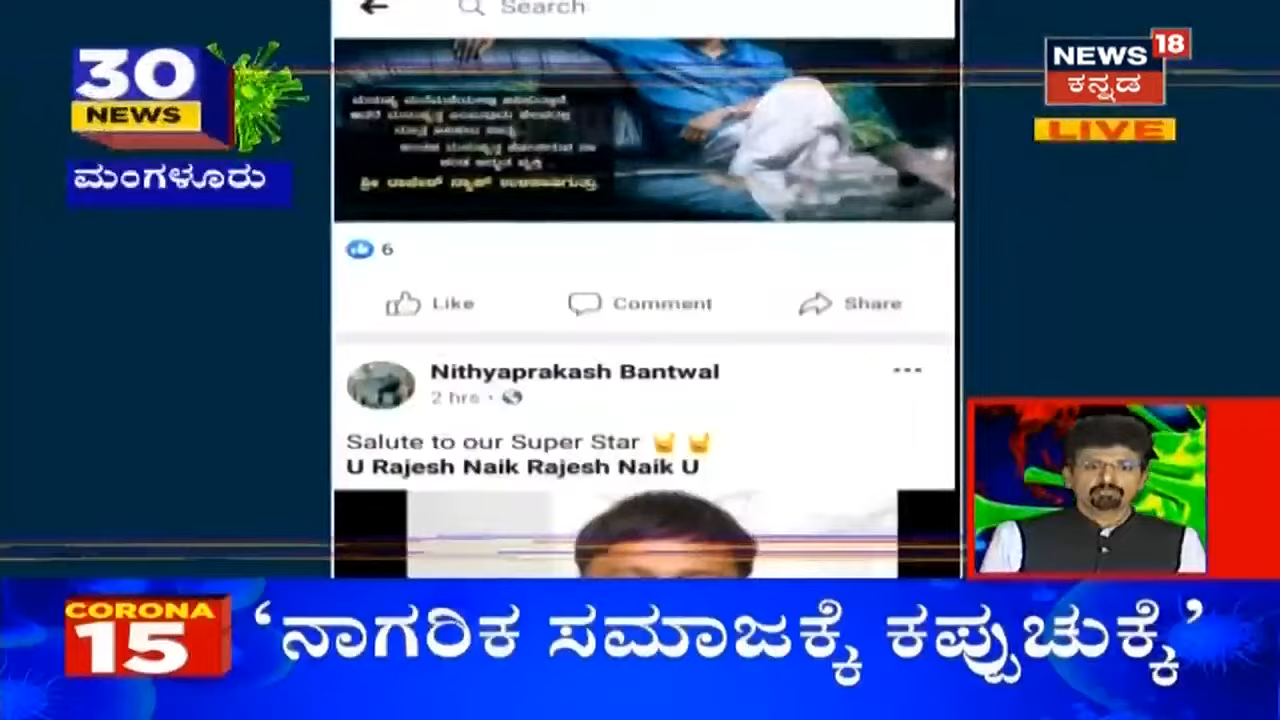 Search
30
NEWS
ಮಂಗಳೂರು
NEWS 18
ಕನ್ನಡ
LIVE
6
Like Comment Share
Nithyaprakash Bantwal
2 hrs
Salute to our Super Star
U Rajesh Naik Rajesh Naik U
CORONA
15
‘ನಾಗರಿಕ ಸಮಾಜಕ್ಕೆ ಕಪ್ಪುಚುಕ್ಕೆ’